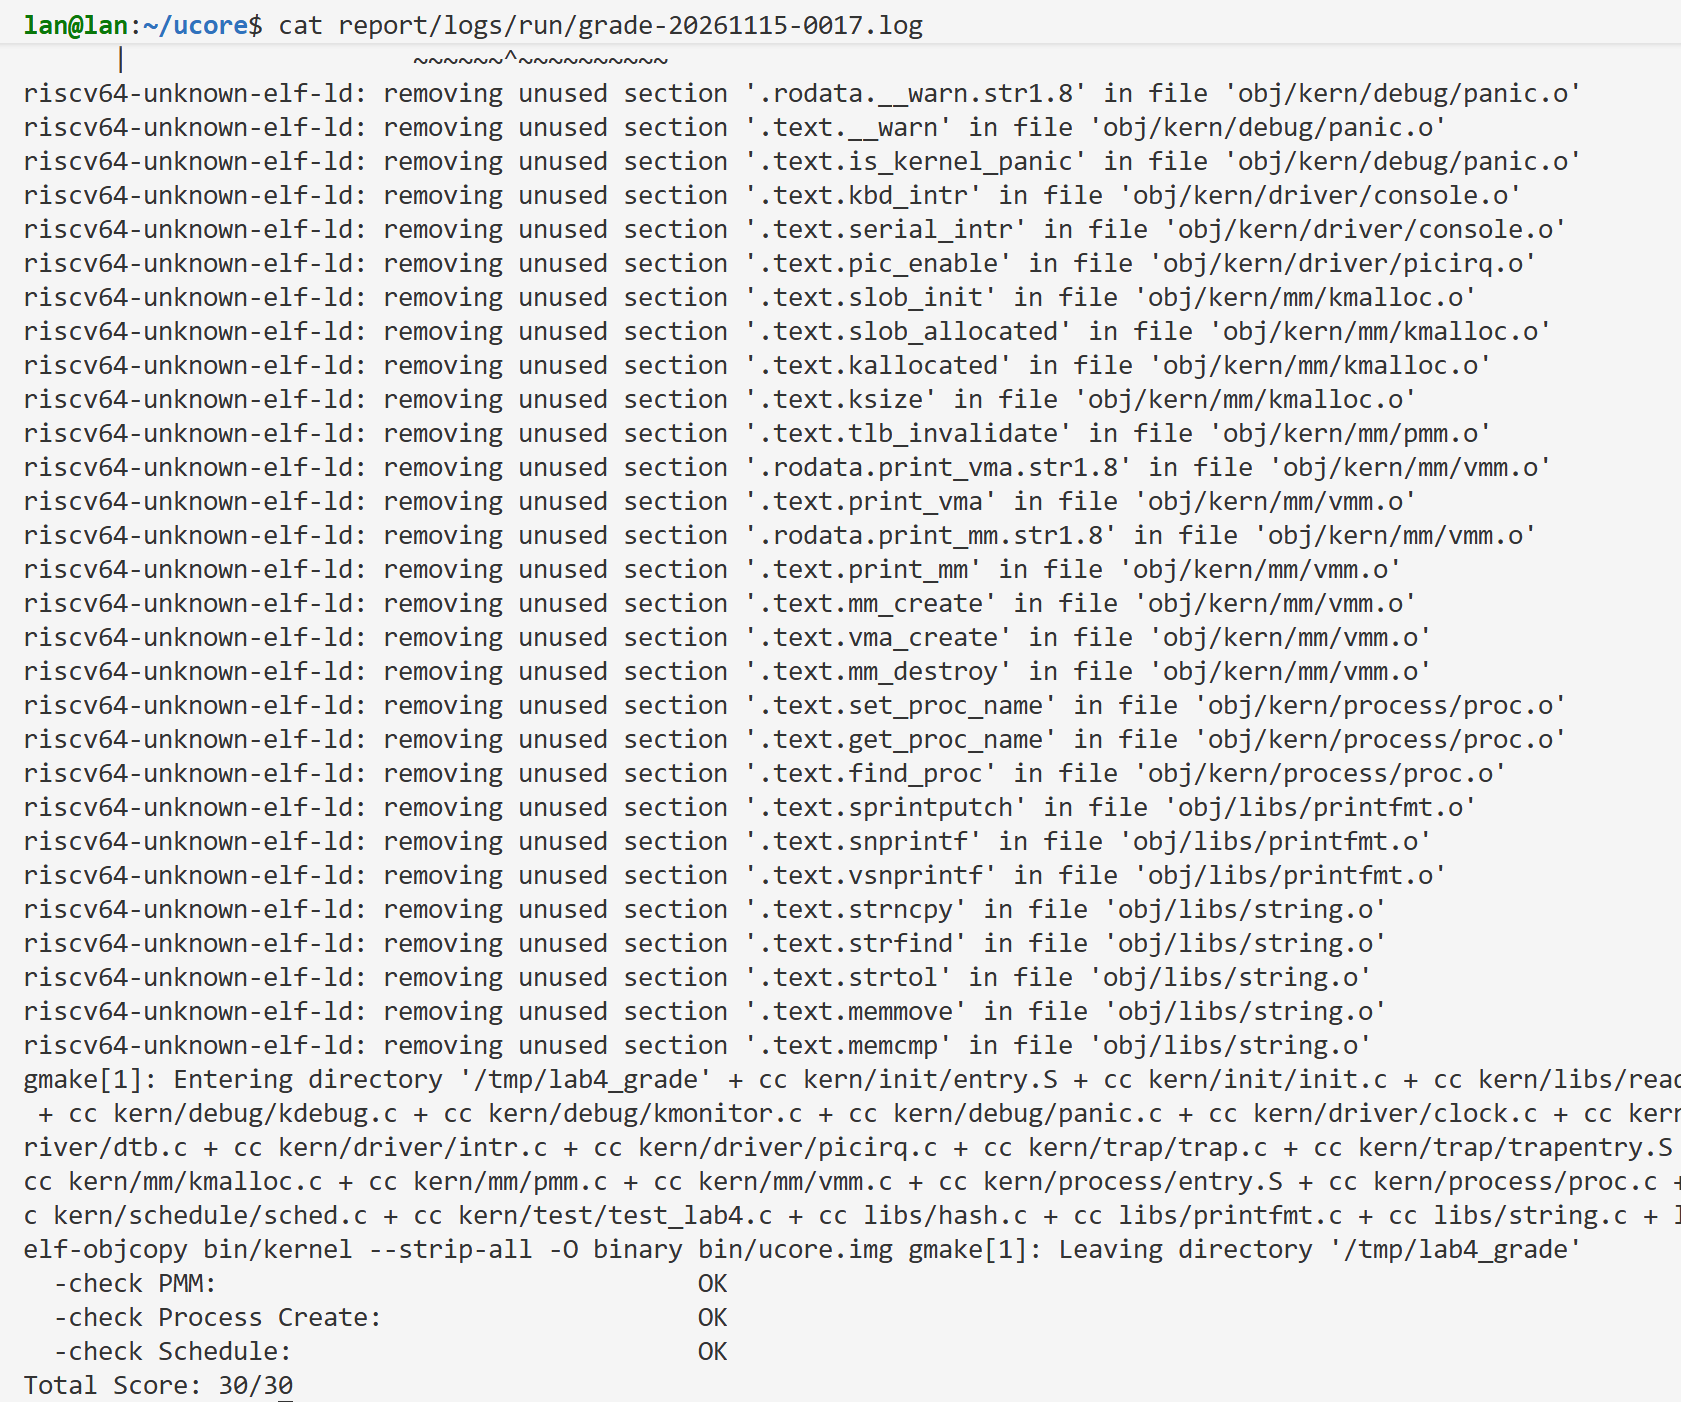 lan@lan:~/ucore$ cat report/logs/run/grade-20261115-0017.log
      |                   ~~~~~~^~~~~~~~~~~
riscv64-unknown-elf-ld: removing unused section '.rodata.__warn.str1.8' in file 'obj/kern/debug/panic.o'
riscv64-unknown-elf-ld: removing unused section '.text.__warn' in file 'obj/kern/debug/panic.o'
riscv64-unknown-elf-ld: removing unused section '.text.is_kernel_panic' in file 'obj/kern/debug/panic.o'
riscv64-unknown-elf-ld: removing unused section '.text.kbd_intr' in file 'obj/kern/driver/console.o'
riscv64-unknown-elf-ld: removing unused section '.text.serial_intr' in file 'obj/kern/driver/console.o'
riscv64-unknown-elf-ld: removing unused section '.text.pic_enable' in file 'obj/kern/driver/picirq.o'
riscv64-unknown-elf-ld: removing unused section '.text.slob_init' in file 'obj/kern/mm/kmalloc.o'
riscv64-unknown-elf-ld: removing unused section '.text.slob_allocated' in file 'obj/kern/mm/kmalloc.o'
riscv64-unknown-elf-ld: removing unused section '.text.kallocated' in file 'obj/kern/mm/kmalloc.o'
riscv64-unknown-elf-ld: removing unused section '.text.ksize' in file 'obj/kern/mm/kmalloc.o'
riscv64-unknown-elf-ld: removing unused section '.text.tlb_invalidate' in file 'obj/kern/mm/pmm.o'
riscv64-unknown-elf-ld: removing unused section '.rodata.print_vma.str1.8' in file 'obj/kern/mm/vmm.o'
riscv64-unknown-elf-ld: removing unused section '.text.print_vma' in file 'obj/kern/mm/vmm.o'
riscv64-unknown-elf-ld: removing unused section '.rodata.print_mm.str1.8' in file 'obj/kern/mm/vmm.o'
riscv64-unknown-elf-ld: removing unused section '.text.print_mm' in file 'obj/kern/mm/vmm.o'
riscv64-unknown-elf-ld: removing unused section '.text.mm_create' in file 'obj/kern/mm/vmm.o'
riscv64-unknown-elf-ld: removing unused section '.text.vma_create' in file 'obj/kern/mm/vmm.o'
riscv64-unknown-elf-ld: removing unused section '.text.mm_destroy' in file 'obj/kern/mm/vmm.o'
riscv64-unknown-elf-ld: removing unused section '.text.set_proc_name' in file 'obj/kern/process/proc.o'
riscv64-unknown-elf-ld: removing unused section '.text.get_proc_name' in file 'obj/kern/process/proc.o'
riscv64-unknown-elf-ld: removing unused section '.text.find_proc' in file 'obj/kern/process/proc.o'
riscv64-unknown-elf-ld: removing unused section '.text.sprintputch' in file 'obj/libs/printfmt.o'
riscv64-unknown-elf-ld: removing unused section '.text.snprintf' in file 'obj/libs/printfmt.o'
riscv64-unknown-elf-ld: removing unused section '.text.vsnprintf' in file 'obj/libs/printfmt.o'
riscv64-unknown-elf-ld: removing unused section '.text.strncpy' in file 'obj/libs/string.o'
riscv64-unknown-elf-ld: removing unused section '.text.strfind' in file 'obj/libs/string.o'
riscv64-unknown-elf-ld: removing unused section '.text.strtol' in file 'obj/libs/string.o'
riscv64-unknown-elf-ld: removing unused section '.text.memmove' in file 'obj/libs/string.o'
riscv64-unknown-elf-ld: removing unused section '.text.memcmp' in file 'obj/libs/string.o'
gmake[1]: Entering directory '/tmp/lab4_grade' + cc kern/init/entry.S + cc kern/init/init.c + cc kern/libs/
 + cc kern/debug/kdebug.c + cc kern/debug/kmonitor.c + cc kern/debug/panic.c + cc kern/driver/clock.c + cc
river/dtb.c + cc kern/driver/intr.c + cc kern/driver/picirq.c + cc kern/trap/trap.c + cc kern/trap/trapentry.S
cc kern/mm/kmalloc.c + cc kern/mm/pmm.c + cc kern/mm/vmm.c + cc kern/process/entry.S + cc kern/process/proc.c +
c kern/schedule/sched.c + cc kern/test/test_lab4.c + cc libs/hash.c + cc libs/printfmt.c + cc libs/string.c +
elf-objcopy bin/kernel --strip-all -O binary bin/ucore.img gmake[1]: Leaving directory '/tmp/lab4_grade'
  -check PMM:                                OK
  -check Process Create:                     OK
  -check Schedule:                           OK
Total Score: 30/30